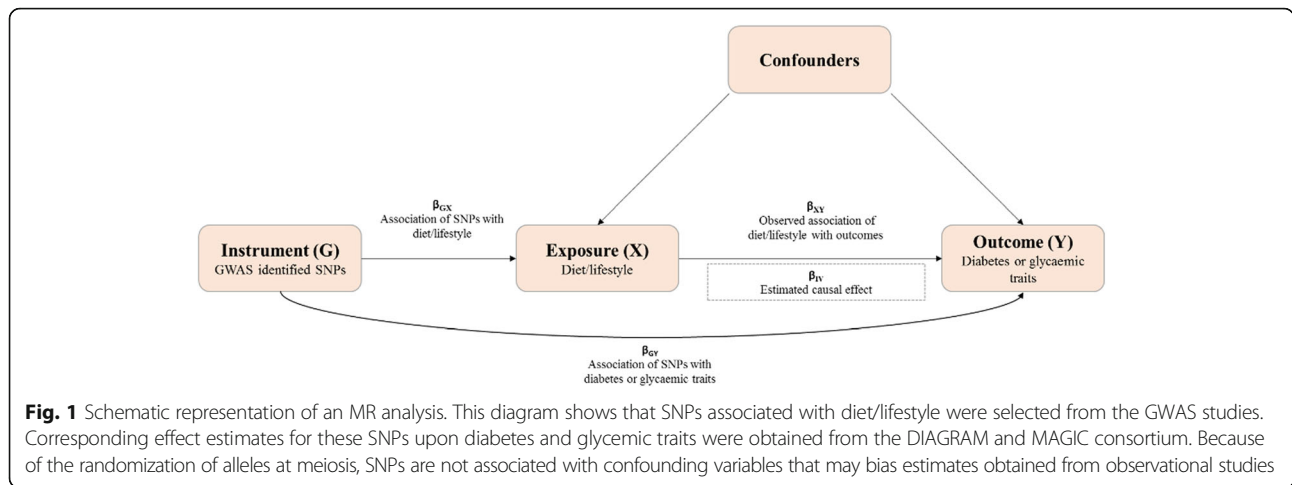 Confounders
β_GX
Association of SNPs with
diet/lifestyle
β_XY
Observed association of
diet/lifestyle with outcomes
Instrument (G)
GWAS identified SNPs
Exposure (X)
Diet/lifestyle
Outcome (Y)
Diabetes or glycaemic
traits
β_IV
Estimated causal effect
β_GY
Association of SNPs with
diabetes or glycaemic traits
Fig. 1 Schematic representation of an MR analysis. This diagram shows that SNPs associated with diet/lifestyle were selected from the GWAS studies.
Corresponding effect estimates for these SNPs upon diabetes and glycemic traits were obtained from the DIAGRAM and MAGIC consortium. Because
of the randomization of alleles at meiosis, SNPs are not associated with confounding variables that may bias estimates obtained from observational studies